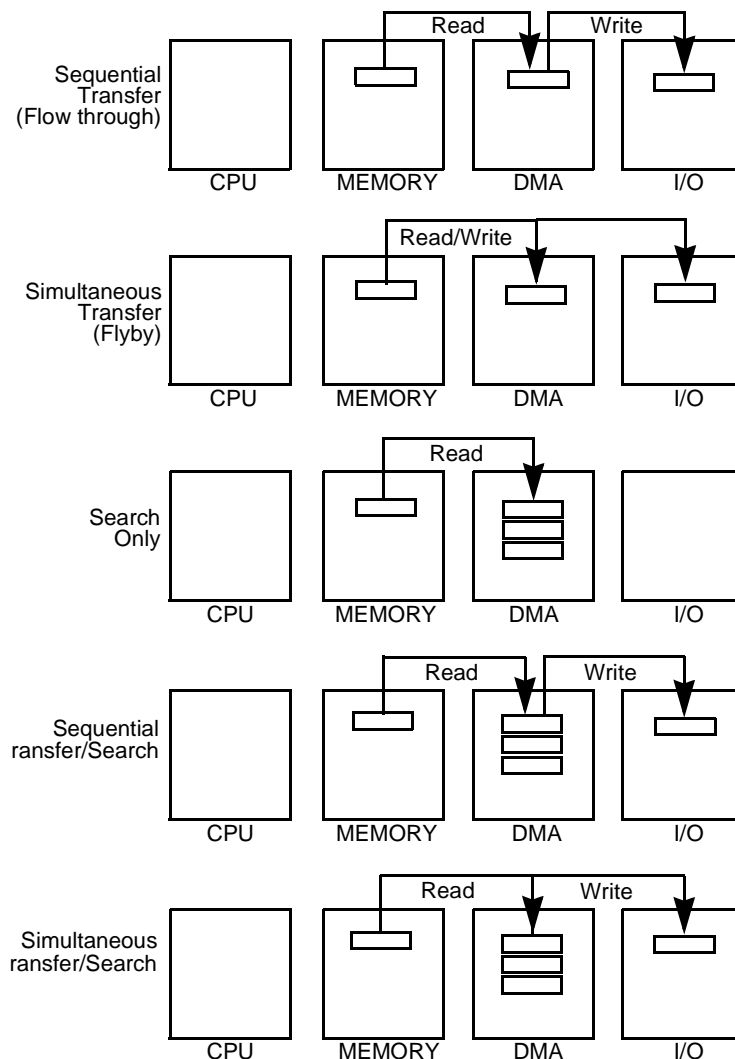 Read Write
Sequential
Transfer
(Flow through)
CPU MEMORY DMA I/O
Read/Write
Simultaneous
Transfer
(Flyby)
CPU MEMORY DMA I/O
Read
Search
Only
CPU MEMORY DMA I/O
Read Write
Sequential
ransfer/Search
CPU MEMORY DMA I/O
Read Write
Simultaneous
ransfer/Search
CPU MEMORY DMA I/O